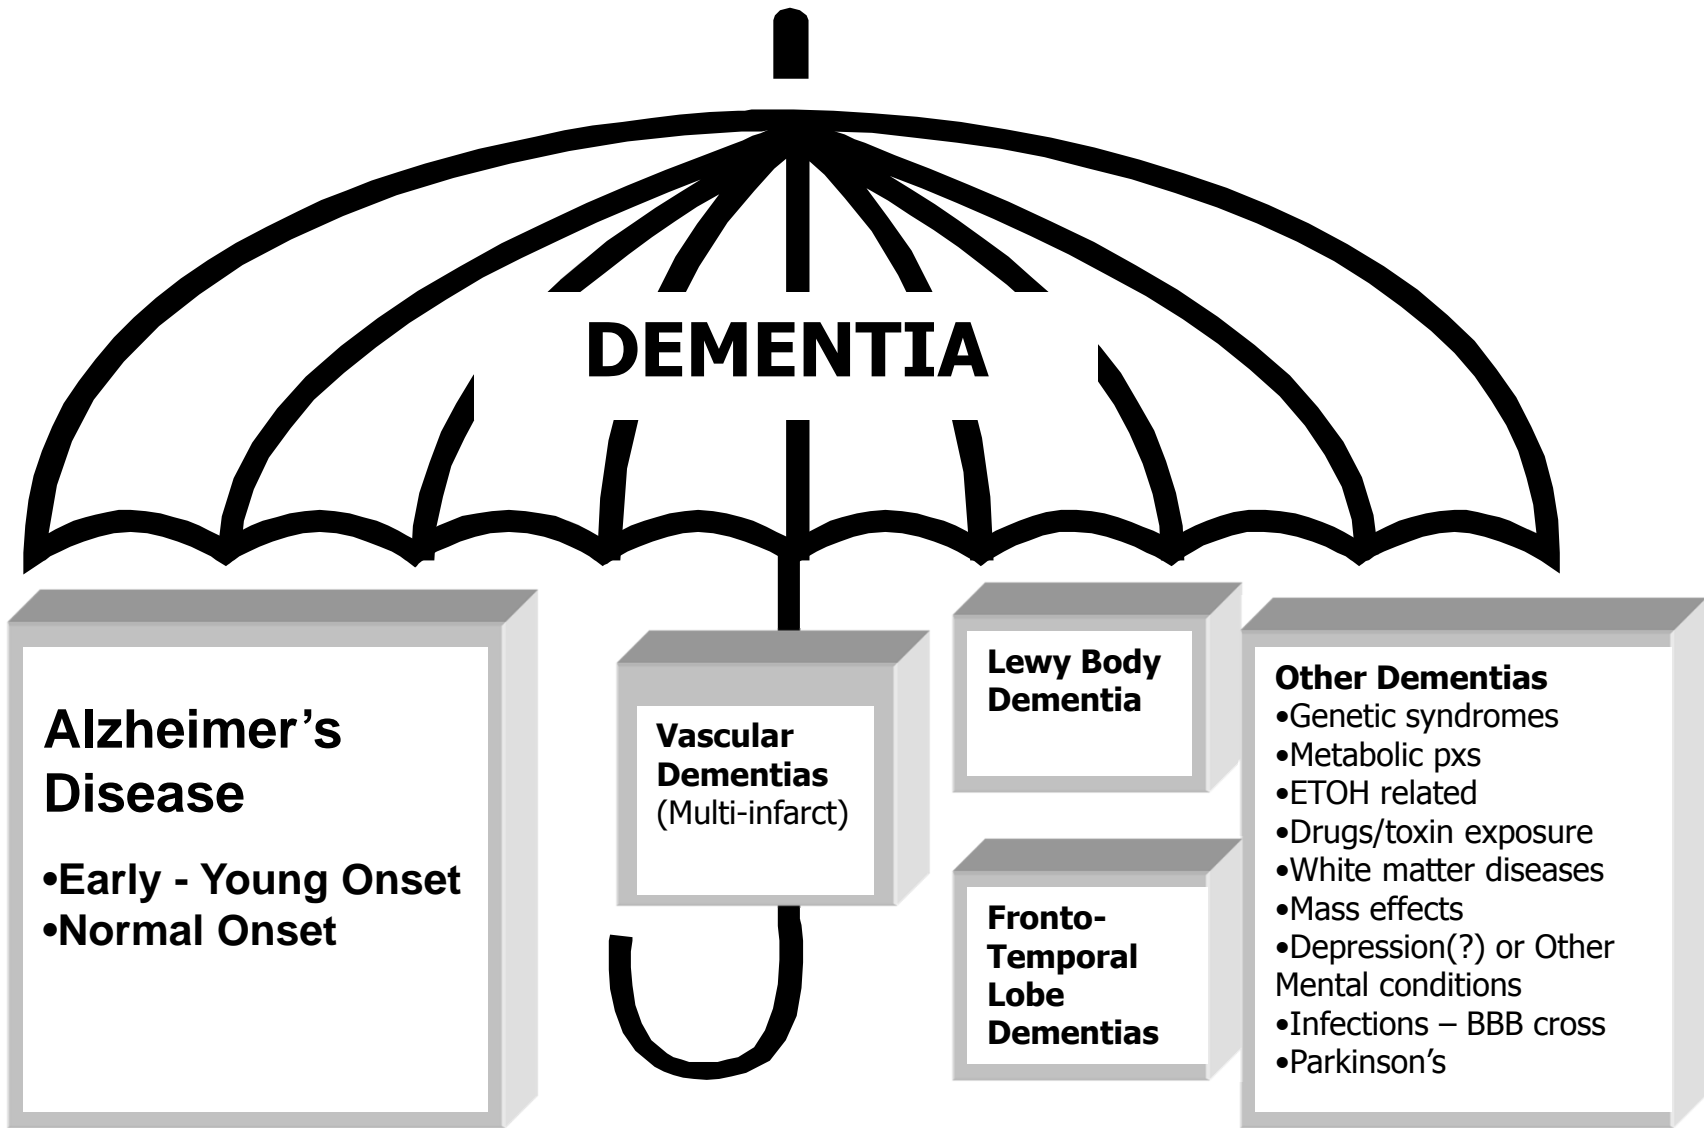 DEMENTIA
Alzheimer’s
Disease
•Early - Young Onset
•Normal Onset
Vascular
Dementias
(Multi-infarct)
Lewy Body
Dementia
Fronto-
Temporal
Lobe
Dementias
Other Dementias
•Genetic syndromes
•Metabolic pxs
•ETOH related
•Drugs/toxin exposure
•White matter diseases
•Mass effects
•Depression(?) or Other
Mental conditions
•Infections – BBB cross
•Parkinson’s